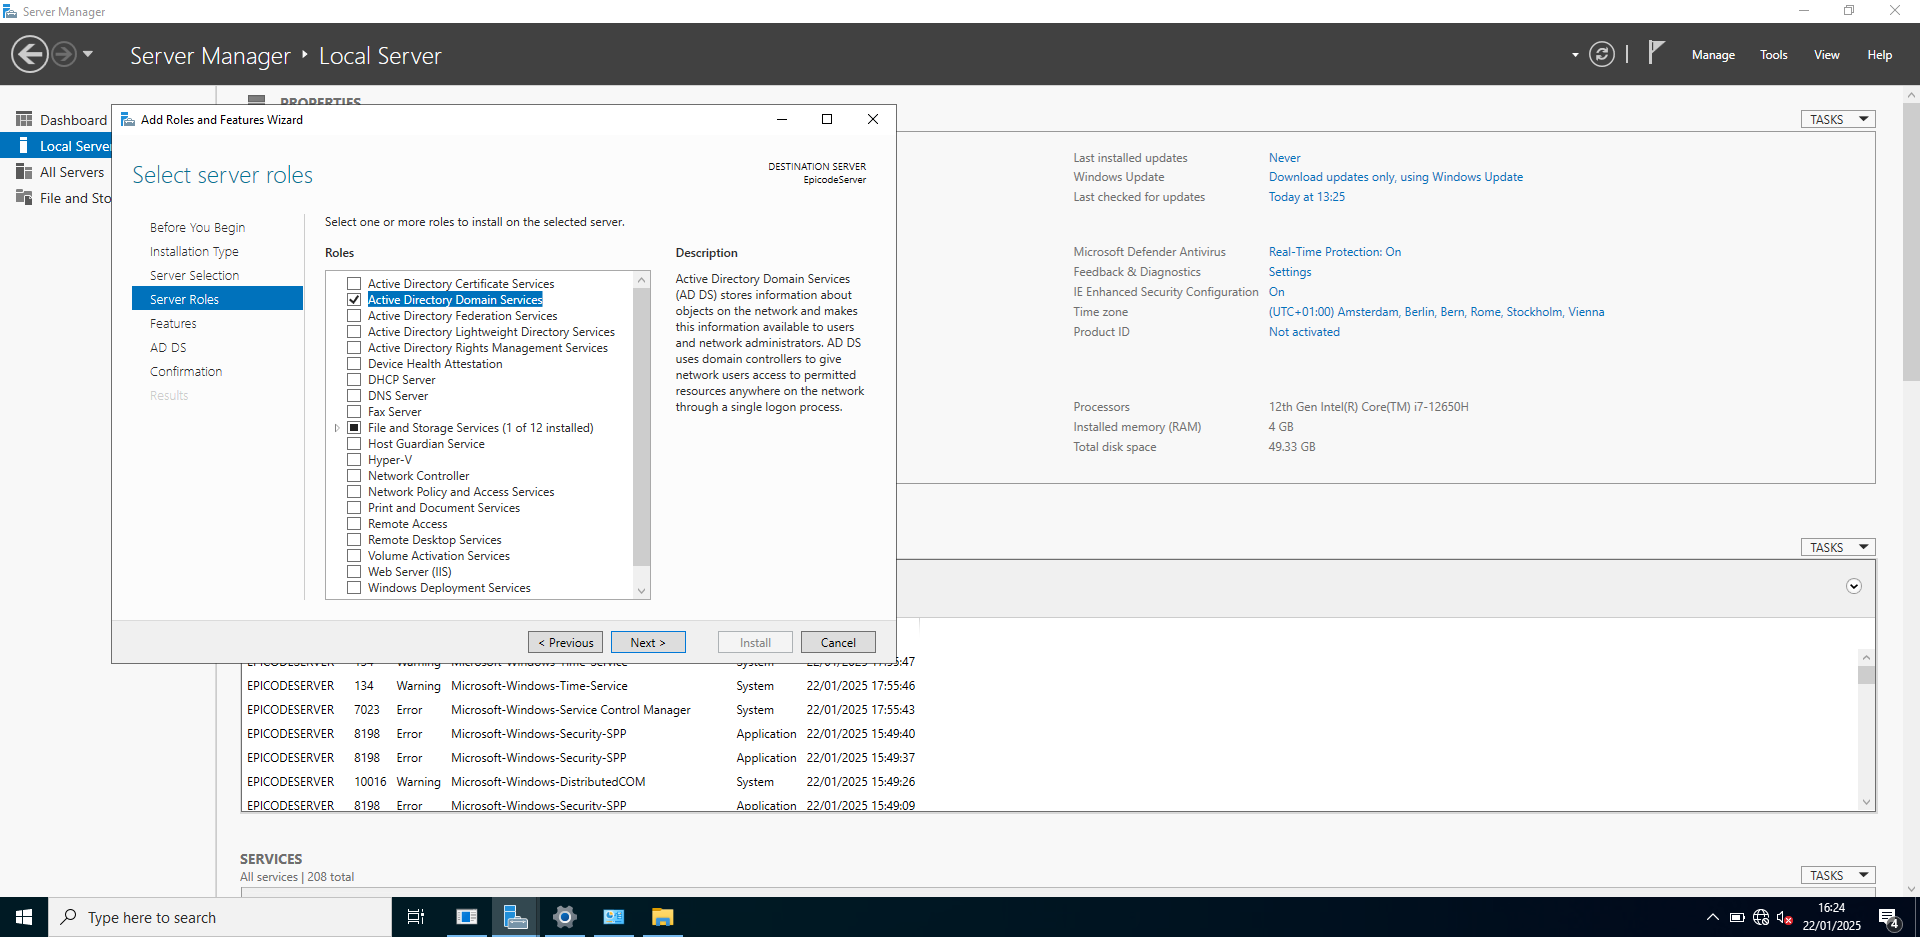 Server Manager
Server Manager ‣ Local Server
Manage Tools View Help
Dashboard
Local Server
All Servers
File and Sto
PROPERTIES
TASKS
Add Roles and Features Wizard
Select server roles
DESTINATION SERVER
EpicodeServer
Before You Begin
Installation Type
Server Selection
Server Roles
Features
AD DS
Confirmation
Results
Select one or more roles to install on the selected server.
Roles
Active Directory Certificate Services
Active Directory Domain Services
Active Directory Federation Services
Active Directory Lightweight Directory Services
Active Directory Rights Management Services
Device Health Attestation
DHCP Server
DNS Server
Fax Server
File and Storage Services (1 of 12 installed)
Host Guardian Service
Hyper-V
Network Controller
Network Policy and Access Services
Print and Document Services
Remote Access
Remote Desktop Services
Volume Activation Services
Web Server (IIS)
Windows Deployment Services
Description
Active Directory Domain Services
(AD DS) stores information about
objects on the network and makes
this information available to users
and network administrators. AD DS
uses domain controllers to give
network users access to permitted
resources anywhere on the network
through a single logon process.
< Previous Next > Install Cancel
Last installed updates Never
Windows Update Download updates only, using Windows Update
Last checked for updates Today at 13:25
Microsoft Defender Antivirus Real-Time Protection: On
Feedback & Diagnostics Settings
IE Enhanced Security Configuration On
Time zone (UTC+01:00) Amsterdam, Berlin, Bern, Rome, Stockholm, Vienna
Product ID Not activated
Processors 12th Gen Intel(R) Core(TM) i7-12650H
Installed memory (RAM) 4 GB
Total disk space 49.33 GB
TASKS
EPICODESERVER 134 Warning Microsoft-Windows-Time-Service System 22/01/2025 17:55:47
EPICODESERVER 134 Warning Microsoft-Windows-Time-Service System 22/01/2025 17:55:46
EPICODESERVER 7023 Error Microsoft-Windows-Service Control Manager System 22/01/2025 17:55:43
EPICODESERVER 8198 Error Microsoft-Windows-Security-SPP Application 22/01/2025 15:49:40
EPICODESERVER 8198 Error Microsoft-Windows-Security-SPP Application 22/01/2025 15:49:37
EPICODESERVER 10016 Warning Microsoft-Windows-DistributedCOM System 22/01/2025 15:49:26
EPICODESERVER 8198 Error Microsoft-Windows-Security-SPP Application 22/01/2025 15:49:09
SERVICES
All services | 208 total
TASKS
Type here to search
16:24
22/01/2025
4